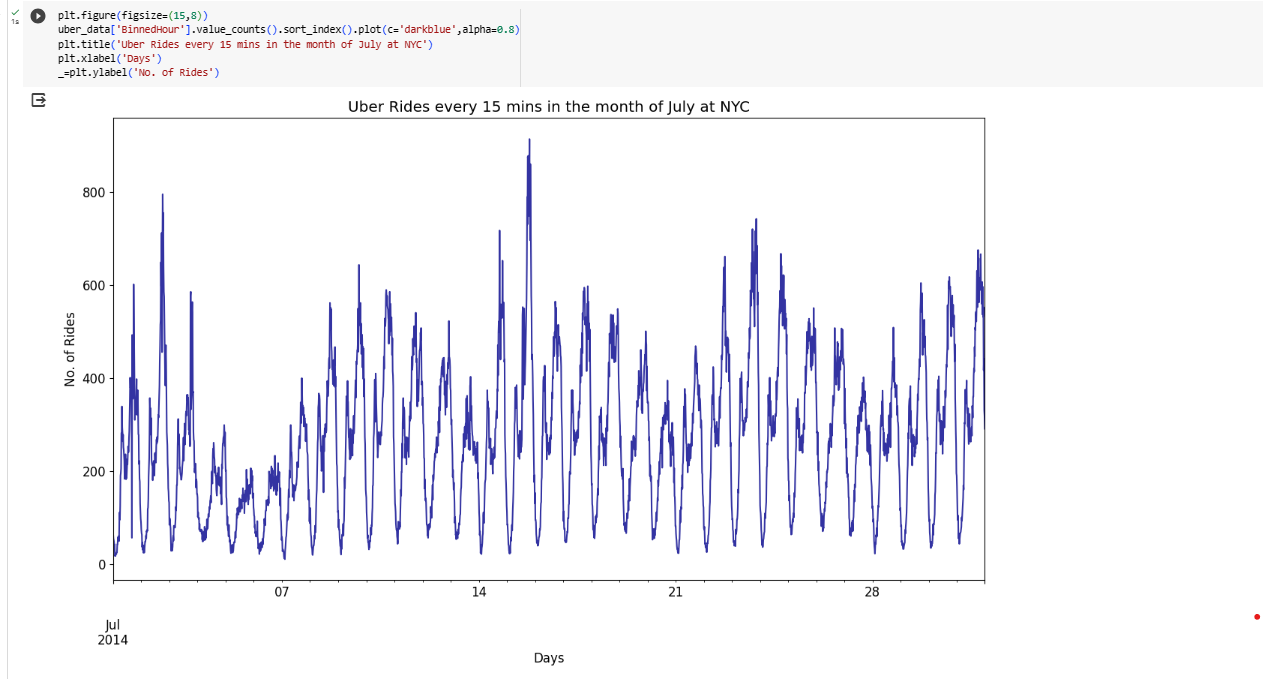 1s
plt.figure(figsize=(15,8))
uber_data['BinnedHour'].value_counts().sort_index().plot(c='darkblue',alpha=0.8)
plt.title('Uber Rides every 15 mins in the month of July at NYC')
plt.xlabel('Days')
_=plt.ylabel('No. of Rides')
Uber Rides every 15 mins in the month of July at NYC
800
600
400
200
0
No. of Rides
07
14
21
28
Jul
2014
Days